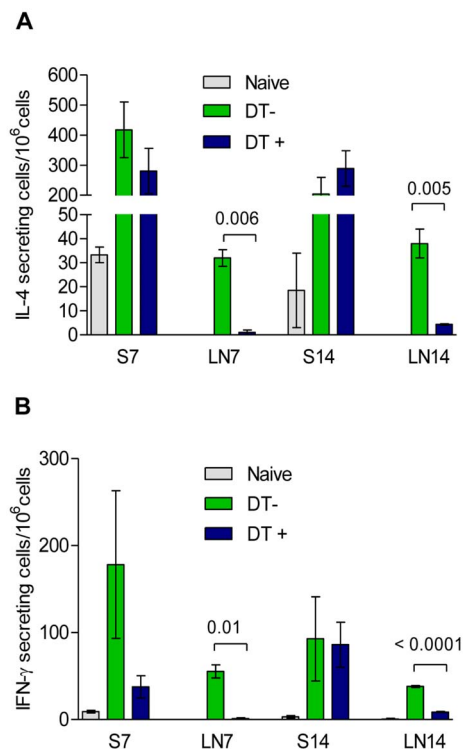 A
IL-4 secreting cells/10⁶cells
600
500
400
300
200
50
40
30
20
10
0
Naive
DT-
DT +
0.006
0.005
S7 LN7 S14 LN14
B
IFN-γ secreting cells/10⁶cells
300
200
100
0
Naive
DT-
DT +
0.01
< 0.0001
S7 LN7 S14 LN14